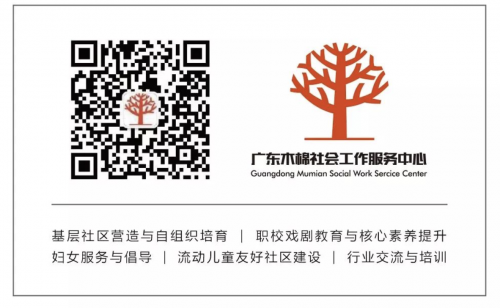 广东木棉社会工作服务中心
Guangdong Mumian Social Work Sercice Center
基层社区营造与自组织培育 | 职校戏剧教育与核心素养提升
妇女服务与倡导 | 流动儿童友好社区建设 | 行业交流与培训